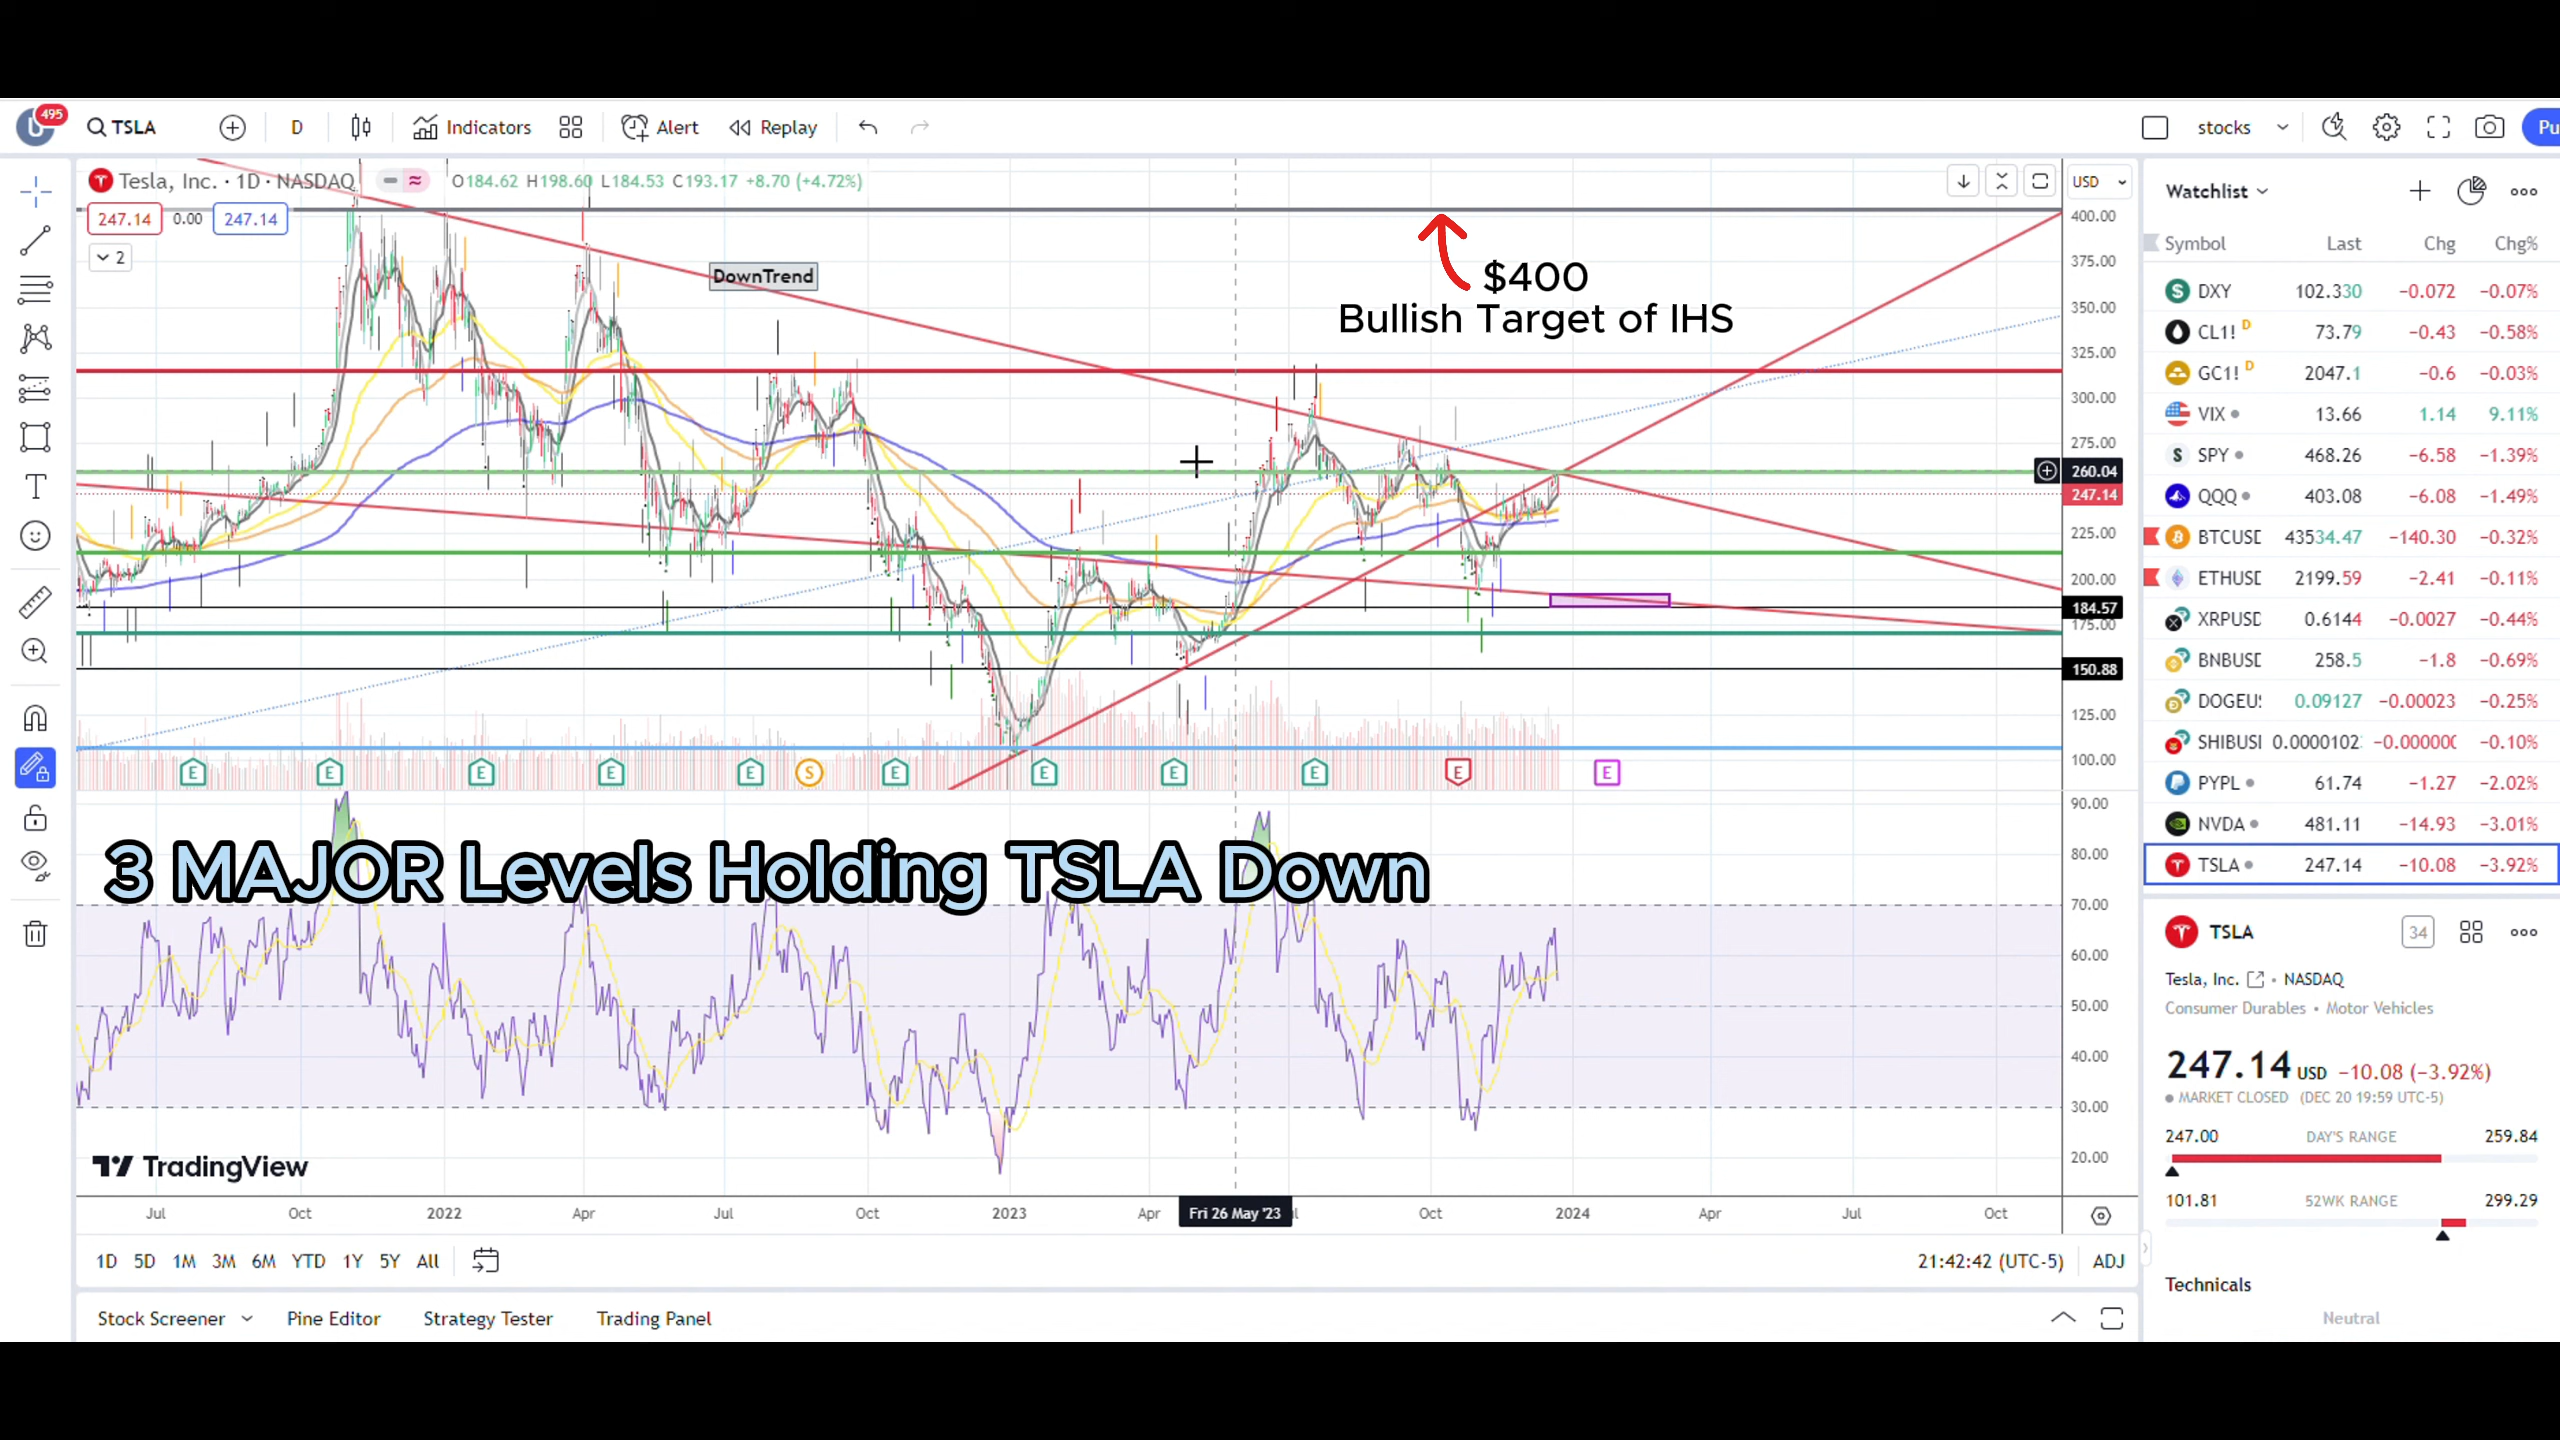 495
TSLA
D
Indicators
Alert
Replay
stocks
Pu
Tesla, Inc. · 1D · NASDAQ
O184.62 H198.60 L184.53 C193.17 +8.70 (+4.72%)
247.14 0.00 247.14
2
DownTrend
$400
Bullish Target of IHS
USD
400.00
375.00
350.00
325.00
300.00
275.00
260.04
247.14
225.00
200.00
184.57
175.00
150.88
125.00
100.00
E E E E E S E E E E E E
3 MAJOR Levels Holding TSLA Down
90.00
80.00
70.00
60.00
50.00
40.00
30.00
20.00
TradingView
Jul Oct 2022 Apr Jul Oct 2023 Apr Fri 26 May '23 Oct 2024 Apr Jul Oct
1D 5D 1M 3M 6M YTD 1Y 5Y All
21:42:42 (UTC-5) ADJ
Stock Screener Pine Editor Strategy Tester Trading Panel
Watchlist
Symbol Last Chg Chg%
DXY 102.330 −0.072 −0.07%
CL1! D 73.79 −0.43 −0.58%
GC1! D 2047.1 −0.6 −0.03%
VIX 13.66 1.14 9.11%
SPY 468.26 −6.58 −1.39%
QQQ 403.08 −6.08 −1.49%
BTCUSD 43534.47 −140.30 −0.32%
ETHUSD 2199.59 −2.41 −0.11%
XRPUSD 0.6144 −0.0027 −0.44%
BNBUSD 258.5 −1.8 −0.69%
DOGEU 0.09127 −0.00023 −0.25%
SHIBUSI 0.0000102 −0.000000 −0.10%
PYPL 61.74 −1.27 −2.02%
NVDA 481.11 −14.93 −3.01%
TSLA 247.14 −10.08 −3.92%
TSLA
34
Tesla, Inc. • NASDAQ
Consumer Durables • Motor Vehicles
247.14 USD −10.08 (−3.92%)
MARKET CLOSED (DEC 20 19:59 UTC-5)
247.00 DAY'S RANGE 259.84
101.81 52WK RANGE 299.29
Technicals
Neutral